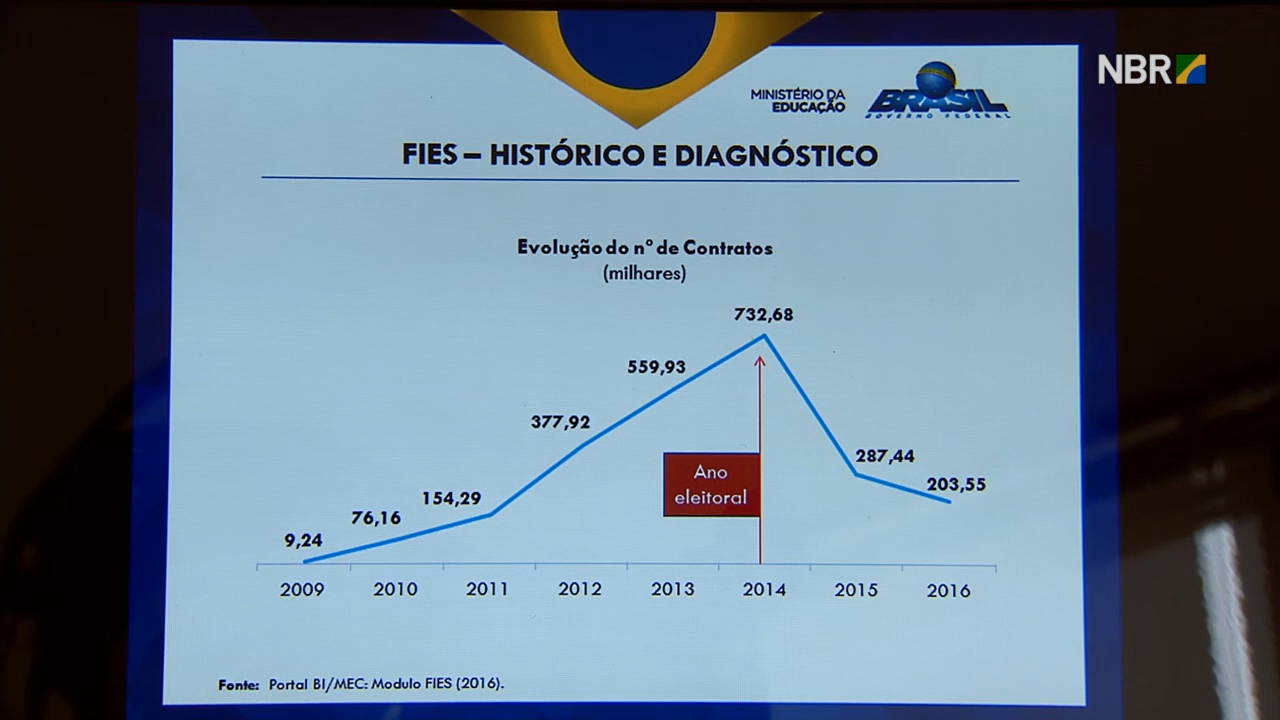 NBR
MINISTÉRIO DA
EDUCAÇÃO
BRASIL
GOVERNO FEDERAL
FIES – HISTÓRICO E DIAGNÓSTICO
Evolução do nº de Contratos
(milhares)
732,68
559,93
377,92
287,44
203,55
154,29
76,16
9,24
Ano
eleitoral
2009 2010 2011 2012 2013 2014 2015 2016
Fonte: Portal BI/MEC: Modulo FIES (2016).